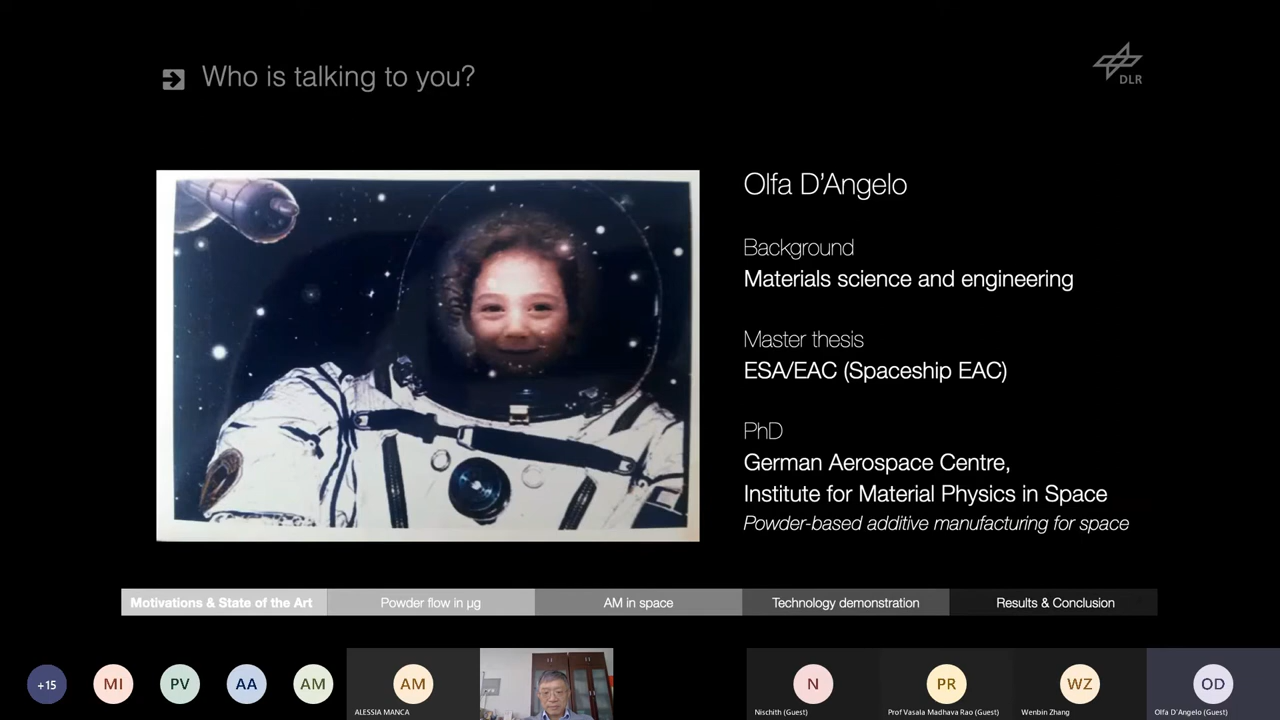 Who is talking to you?
DLR
Olfa D'Angelo
Background
Materials science and engineering
Master thesis
ESA/EAC (Spaceship EAC)
PhD
German Aerospace Centre,
Institute for Material Physics in Space
Powder-based additive manufacturing for space
Motivations & State of the Art
Powder flow in µg
AM in space
Technology demonstration
Results & Conclusion
+15
MI
PV
AA
AM
AM
ALESSIA MANCA
N
Nischith (Guest)
PR
Prof Vasala Madhava Rao (Guest)
WZ
Wenbin Zhang
OD
Olfa D'Angelo (Guest)